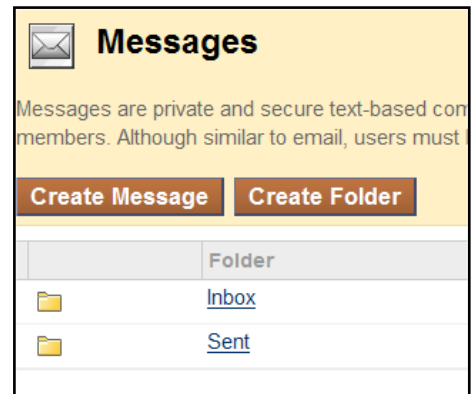 Messages
Messages are private and secure text-based com
members. Although similar to email, users must
Create Message Create Folder
Folder
Inbox
Sent